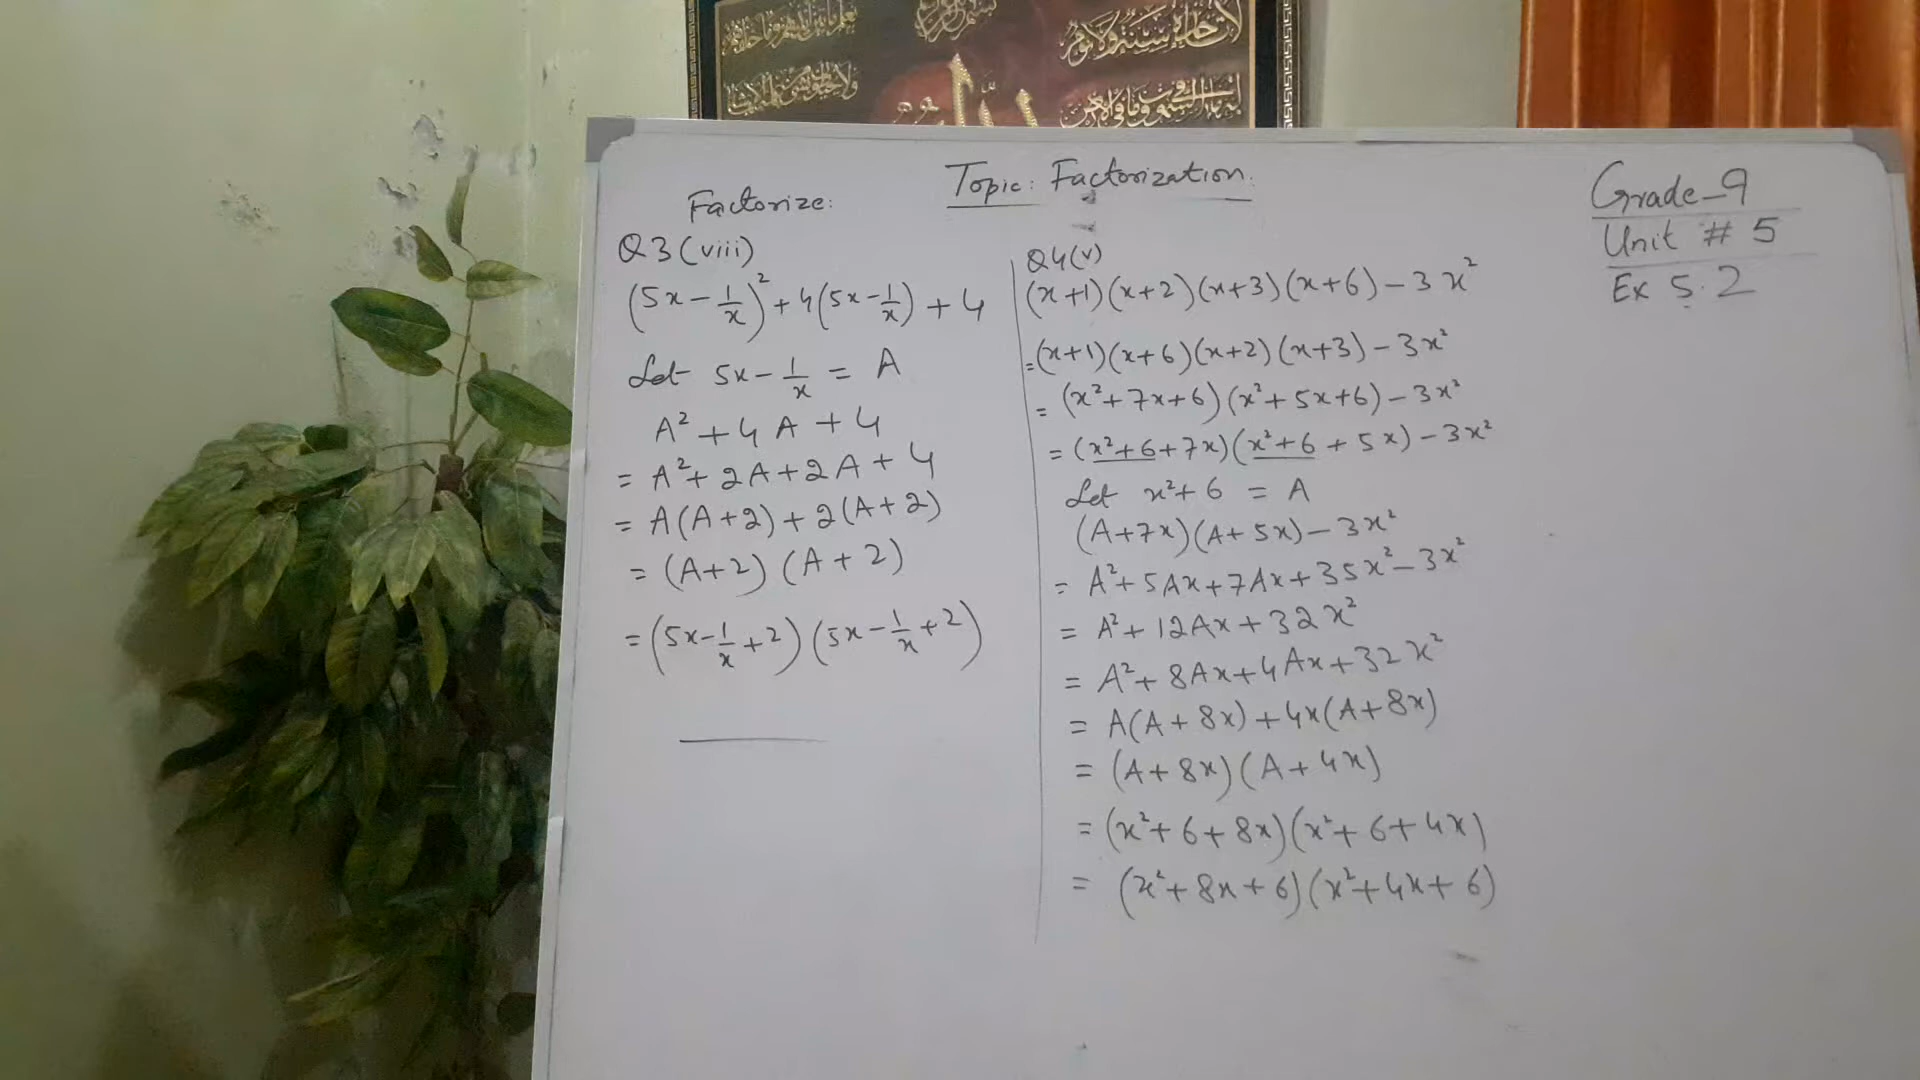 Topic: Factorization.
Grade-9
Unit # 5
Ex 5.2
Factorize:
Q3(viii)
(5x - 1/x)² + 4(5x - 1/x) + 4
Let 5x - 1/x = A
A² + 4A + 4
= A² + 2A + 2A + 4
= A(A+2) + 2(A+2)
= (A+2) (A+2)
= (5x - 1/x + 2) (5x - 1/x + 2)
Q4(v)
(x+1)(x+2)(x+3)(x+6) - 3x²
= (x+1)(x+6)(x+2)(x+3) - 3x²
= (x²+7x+6)(x²+5x+6) - 3x²
= (x²+6+7x)(x²+6+5x) - 3x²
Let x²+6 = A
(A+7x)(A+5x) - 3x²
= A²+5Ax+7Ax+35x²-3x²
= A²+12Ax+32x²
= A²+8Ax+4Ax+32x²
= A(A+8x)+4x(A+8x)
= (A+8x)(A+4x)
= (x²+6+8x)(x²+6+4x)
= (x²+8x+6)(x²+4x+6)